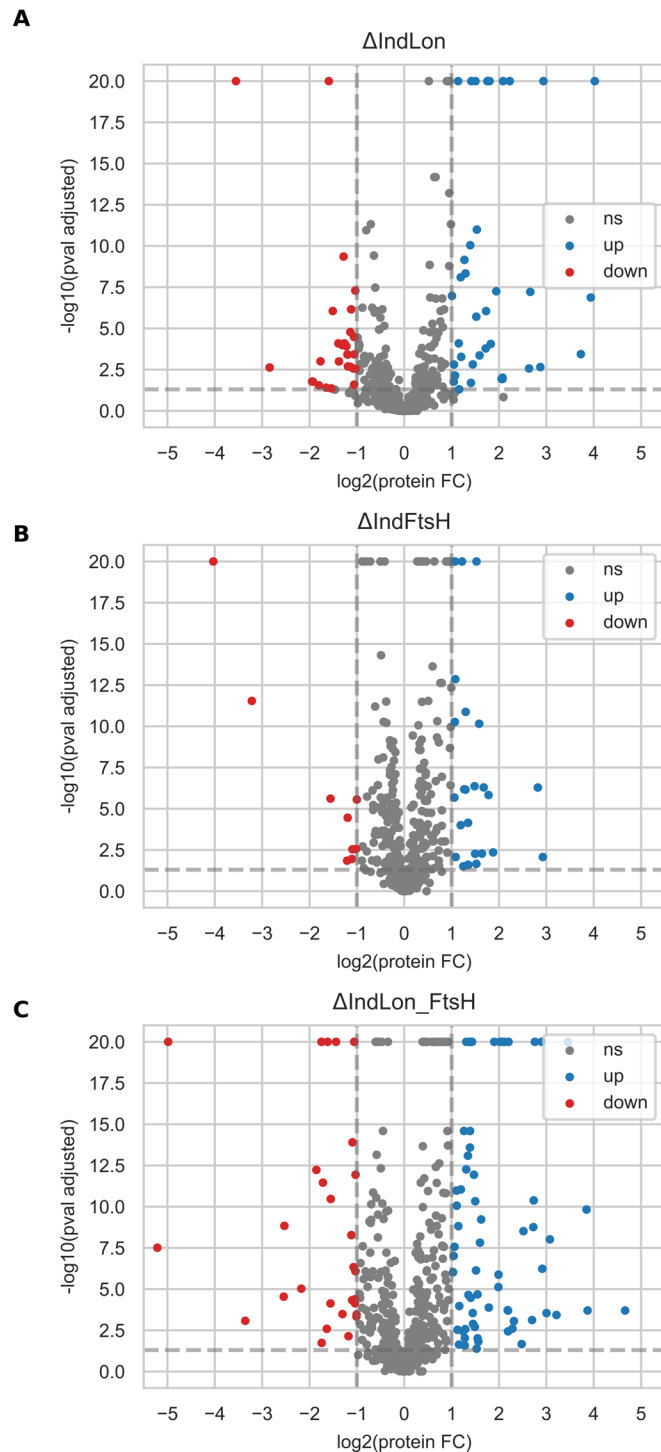 A
ΔIndLon
20.0
17.5
15.0
12.5
10.0
7.5
5.0
2.5
0.0
-log10(pval adjusted)
ns
up
down
−5 −4 −3 −2 −1 0 1 2 3 4 5
log2(protein FC)
B
ΔIndFtsH
20.0
17.5
15.0
12.5
10.0
7.5
5.0
2.5
0.0
-log10(pval adjusted)
ns
up
down
−5 −4 −3 −2 −1 0 1 2 3 4 5
log2(protein FC)
C
ΔIndLon_FtsH
20.0
17.5
15.0
12.5
10.0
7.5
5.0
2.5
0.0
-log10(pval adjusted)
ns
up
down
−5 −4 −3 −2 −1 0 1 2 3 4 5
log2(protein FC)